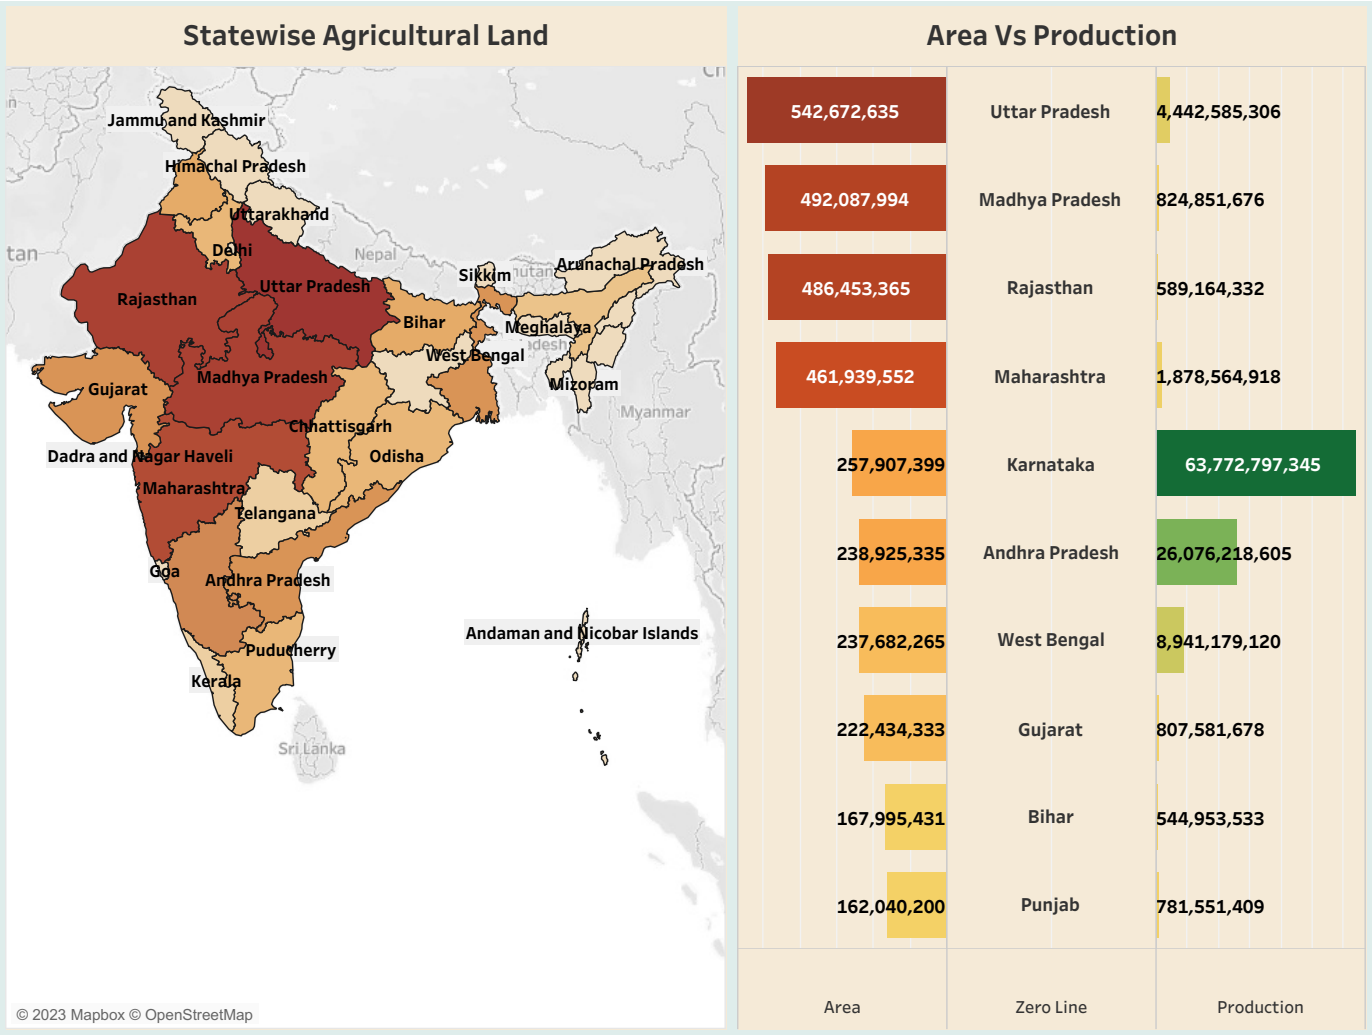 Statewise Agricultural Land
Jammu and Kashmir
Himachal Pradesh
Uttarakhand
Delhi
tan
Nepal
Sikkim
Arunachal Pradesh
Rajasthan
Uttar Pradesh
Bihar
Meghalaya
desh
West Bengal
Gujarat
Madhya Pradesh
Mizoram
Myanmar
Chhattisgarh
Dadra and Nagar Haveli
Odisha
Maharashtra
Telangana
Goa
Andhra Pradesh
Andaman and Nicobar Islands
Puducherry
Kerala
Sri Lanka
© 2023 Mapbox © OpenStreetMap
Area Vs Production
542,672,635 Uttar Pradesh 4,442,585,306
492,087,994 Madhya Pradesh 824,851,676
486,453,365 Rajasthan 589,164,332
461,939,552 Maharashtra 1,878,564,918
257,907,399 Karnataka 63,772,797,345
238,925,335 Andhra Pradesh 26,076,218,605
237,682,265 West Bengal 8,941,179,120
222,434,333 Gujarat 807,581,678
167,995,431 Bihar 544,953,533
162,040,200 Punjab 781,551,409
Area Zero Line Production